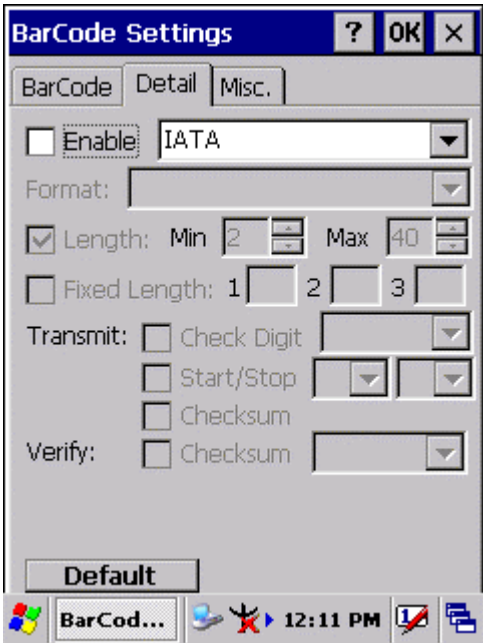 BarCode Settings ? OK ×
BarCode Detail Misc.
Enable IATA
Format:
Length: Min 2 Max 40
Fixed Length: 1 2 3
Transmit: Check Digit
Start/Stop
Checksum
Verify: Checksum
Default
BarCod... 12:11 PM 1